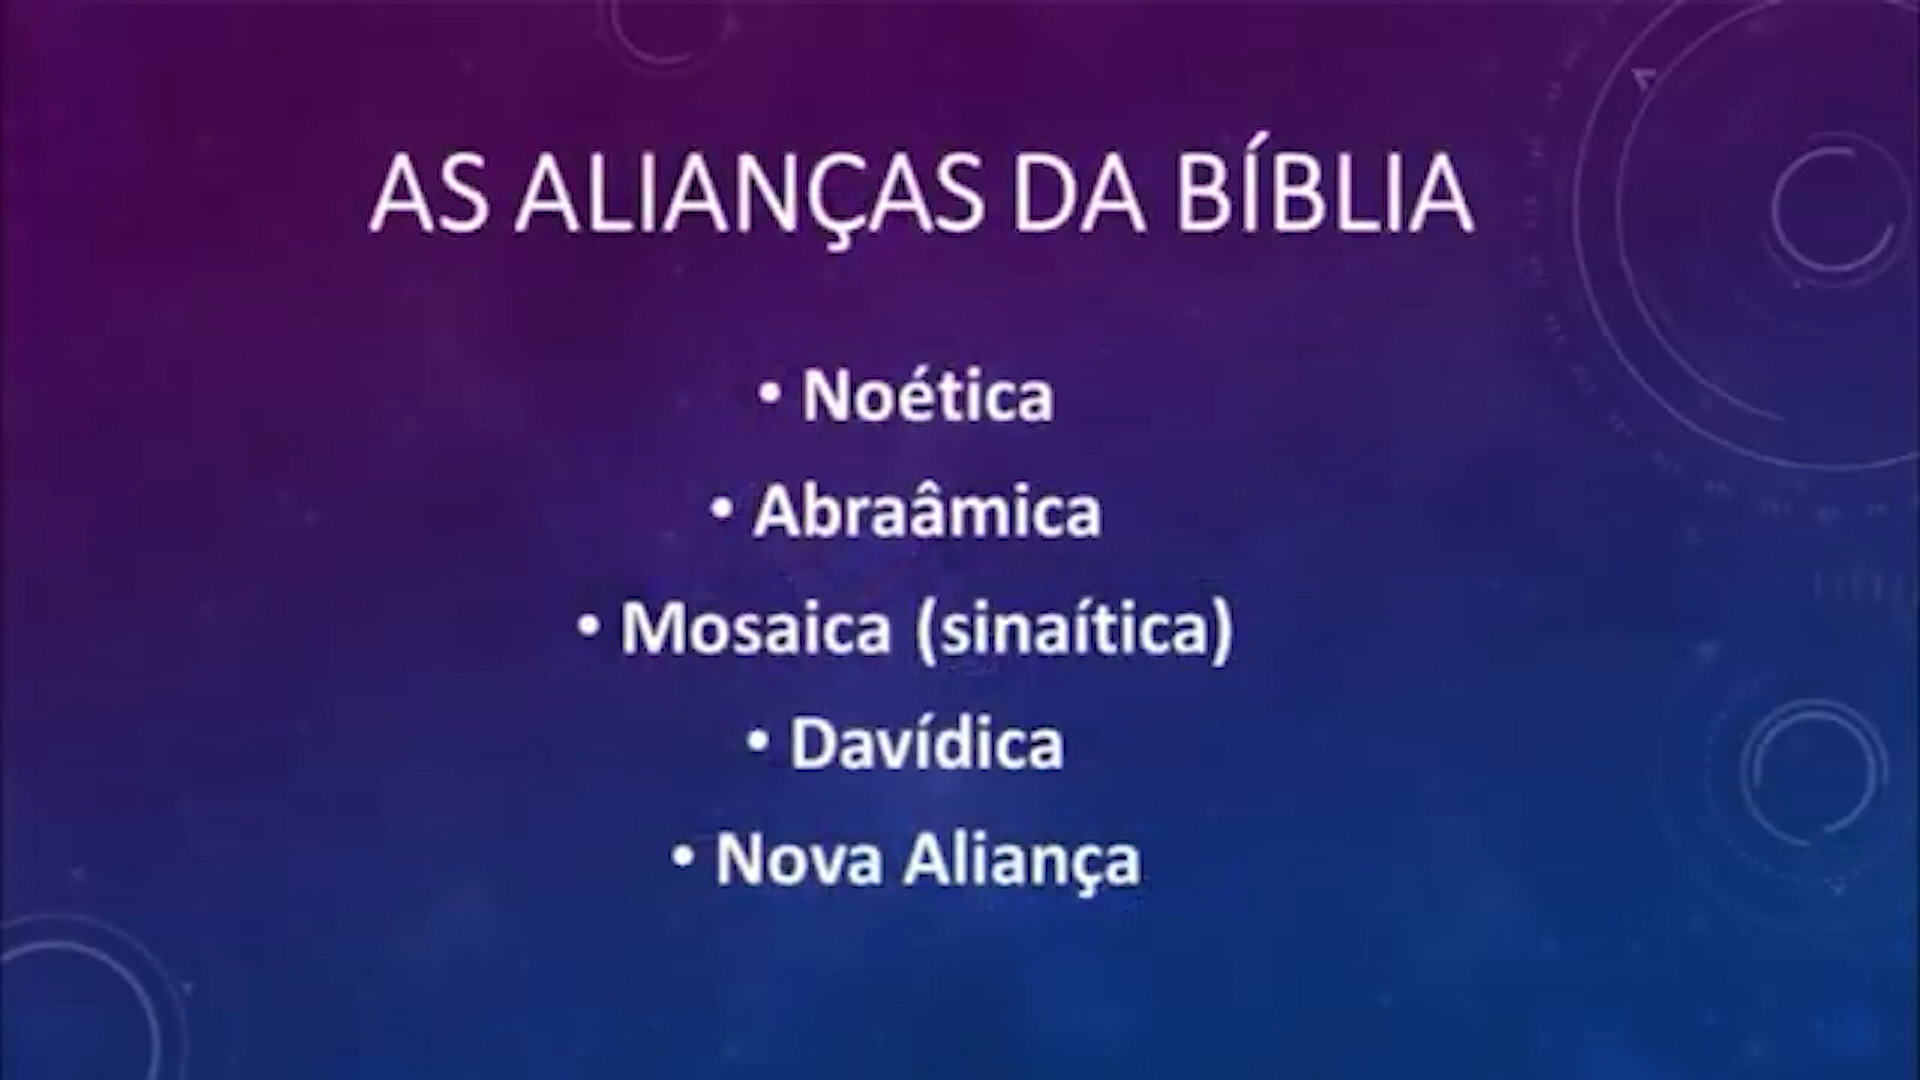 AS ALIANÇAS DA BÍBLIA
• Noética
• Abraâmica
• Mosaica (sinaítica)
• Davídica
• Nova Aliança